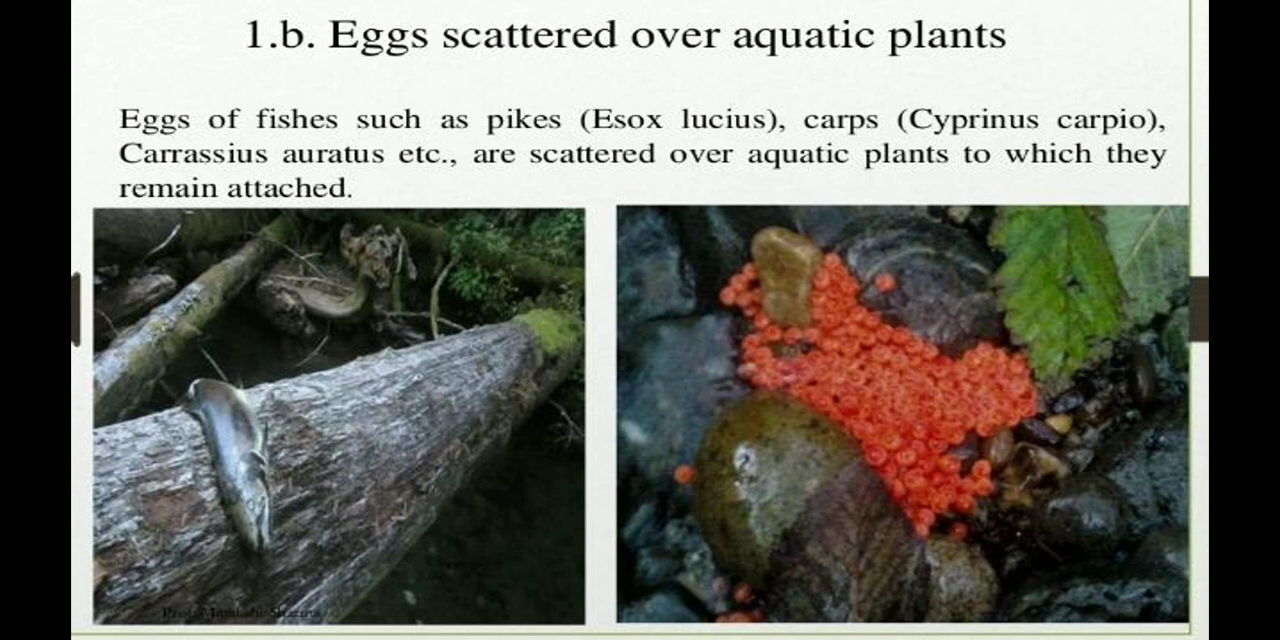 1.b. Eggs scattered over aquatic plants
Eggs of fishes such as pikes (Esox lucius), carps (Cyprinus carpio),
Carrassius auratus etc., are scattered over aquatic plants to which they
remain attached.